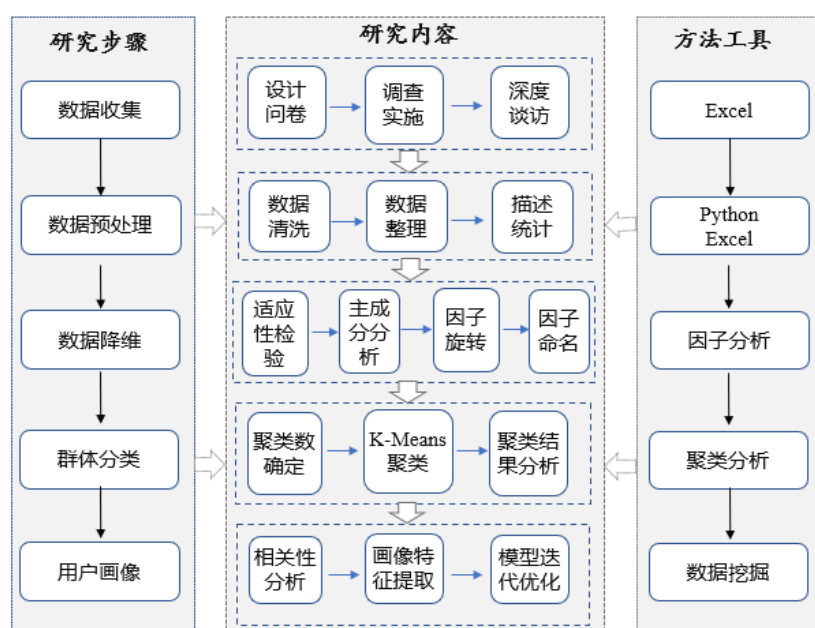 研究步骤
数据收集
数据预处理
数据降维
群体分类
用户画像
研究内容
设计
问卷
调查
实施
深度
谈访
数据
清洗
数据
整理
描述
统计
适应
性检
验
主成
分分
析
因子
旋转
因子
命名
聚类数
确定
K-Means
聚类
聚类结
果分析
相关性
分析
画像特
征提取
模型迭
代优化
方法工具
Excel
Python
Excel
因子分析
聚类分析
数据挖掘